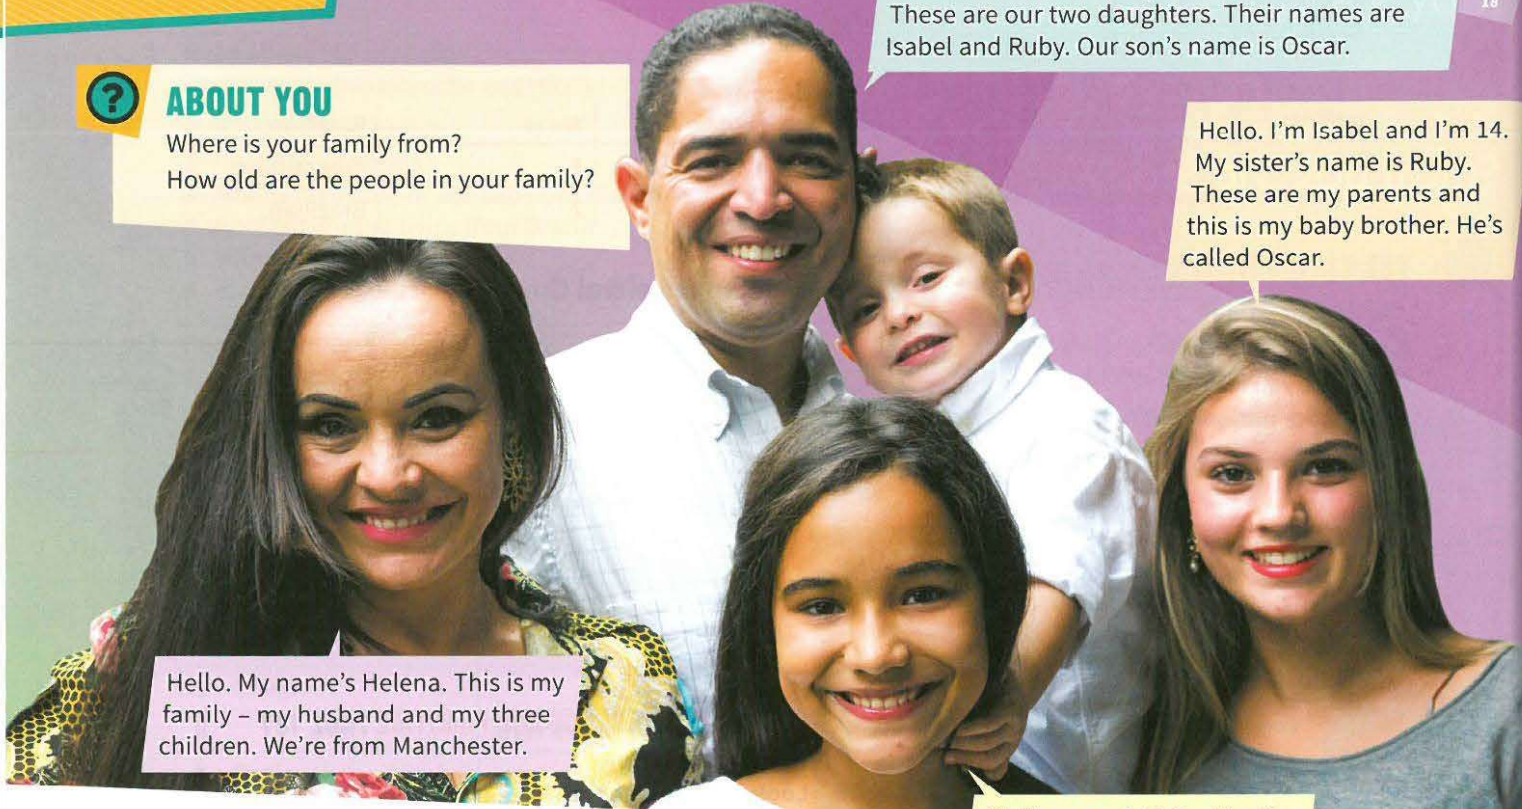 18
These are our two daughters. Their names are
Isabel and Ruby. Our son's name is Oscar.
?
ABOUT YOU
Where is your family from?
How old are the people in your family?
Hello. I'm Isabel and I'm 14.
My sister's name is Ruby.
These are my parents and
this is my baby brother. He's
called Oscar.
Hello. My name's Helena. This is my
family – my husband and my three
children. We're from Manchester.